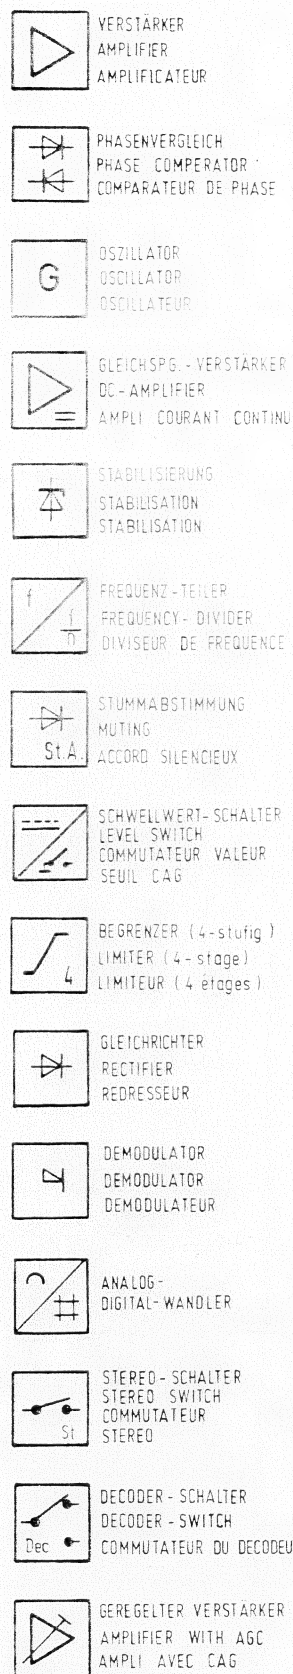 VERSTÄRKER
AMPLIFIER
AMPLIFICATEUR
PHASENVERGLEICH
PHASE COMPERATOR
COMPARATEUR DE PHASE
G
OSZILLATOR
OSCILLATOR
OSCILLATEUR
GLEICHSPG.-VERSTÄRKER
DC-AMPLIFIER
AMPLI COURANT CONTINU
STABILISIERUNG
STABILISATION
STABILISATION
f
f
n
FREQUENZ-TEILER
FREQUENCY-DIVIDER
DIVISEUR DE FREQUENCE
St.A.
STUMMABSTIMMUNG
MUTING
ACCORD SILENCIEUX
SCHWELLWERT-SCHALTER
LEVEL SWITCH
COMMUTATEUR VALEUR
SEUIL CAG
4
BEGRENZER (4-stufig)
LIMITER (4-stage)
LIMITEUR (4 étages)
GLEICHRICHTER
RECTIFIER
REDRESSEUR
DEMODULATOR
DEMODULATOR
DEMODULATEUR
#
ANALOG-
DIGITAL-WANDLER
St
STEREO-SCHALTER
STEREO SWITCH
COMMUTATEUR
STEREO
Dec
DECODER-SCHALTER
DECODER-SWITCH
COMMUTATEUR DU DECODEU
GEREGELTER VERSTÄRKER
AMPLIFIER WITH AGC
AMPLI AVEC CAG